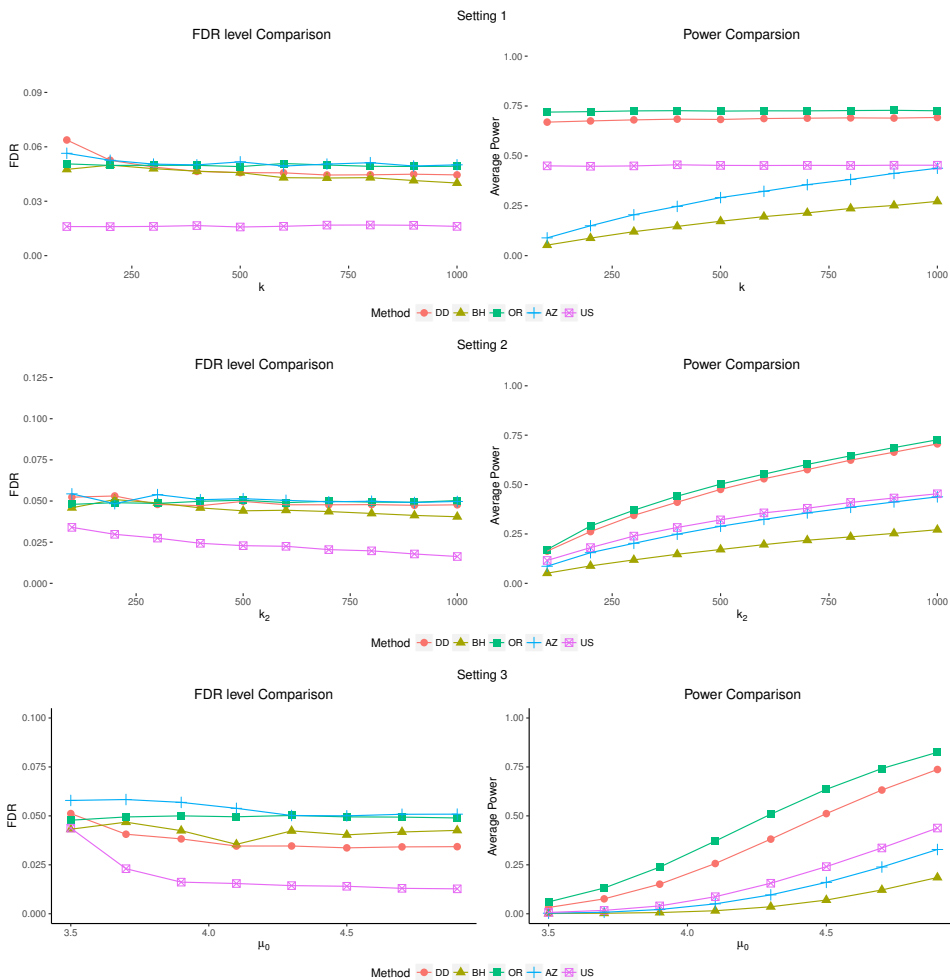 Setting 1
FDR level Comparison
Power Comparsion
FDR
0.09
0.06
0.03
0.00
250
500
750
1000
k
Average Power
1.00
0.75
0.50
0.25
0.00
250
500
750
1000
k
Method DD BH OR AZ US
Setting 2
FDR level Comparison
Power Comparsion
FDR
0.125
0.100
0.075
0.050
0.025
0.000
250
500
750
1000
k₂
Average Power
1.00
0.75
0.50
0.25
0.00
250
500
750
1000
k₂
Method DD BH OR AZ US
Setting 3
FDR level Comparison
Power Comparison
FDR
0.100
0.075
0.050
0.025
0.000
3.5
4.0
4.5
μ₀
Average Power
1.00
0.75
0.50
0.25
0.00
3.5
4.0
4.5
μ₀
Method DD BH OR AZ US